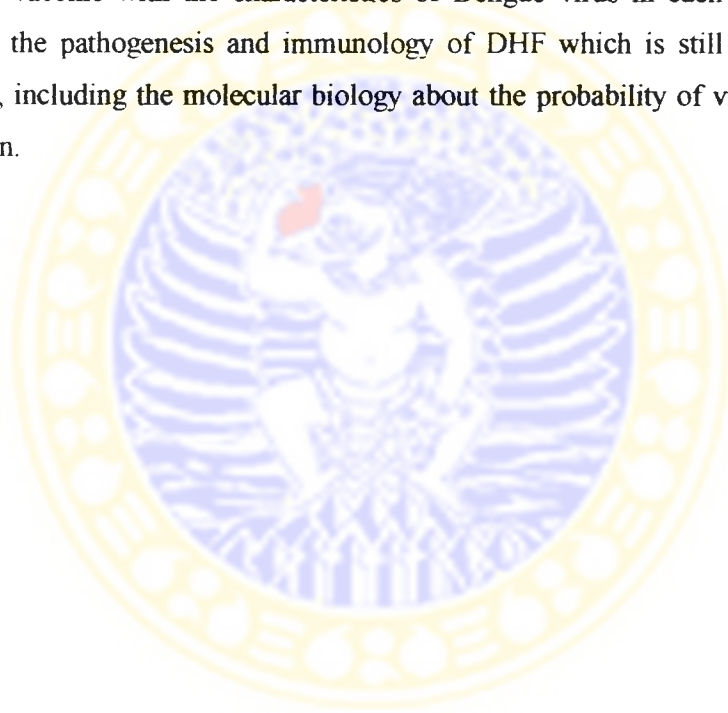 the pathogenesis and immunology of DHF which is still
, including the molecular biology about the probability of v
n.